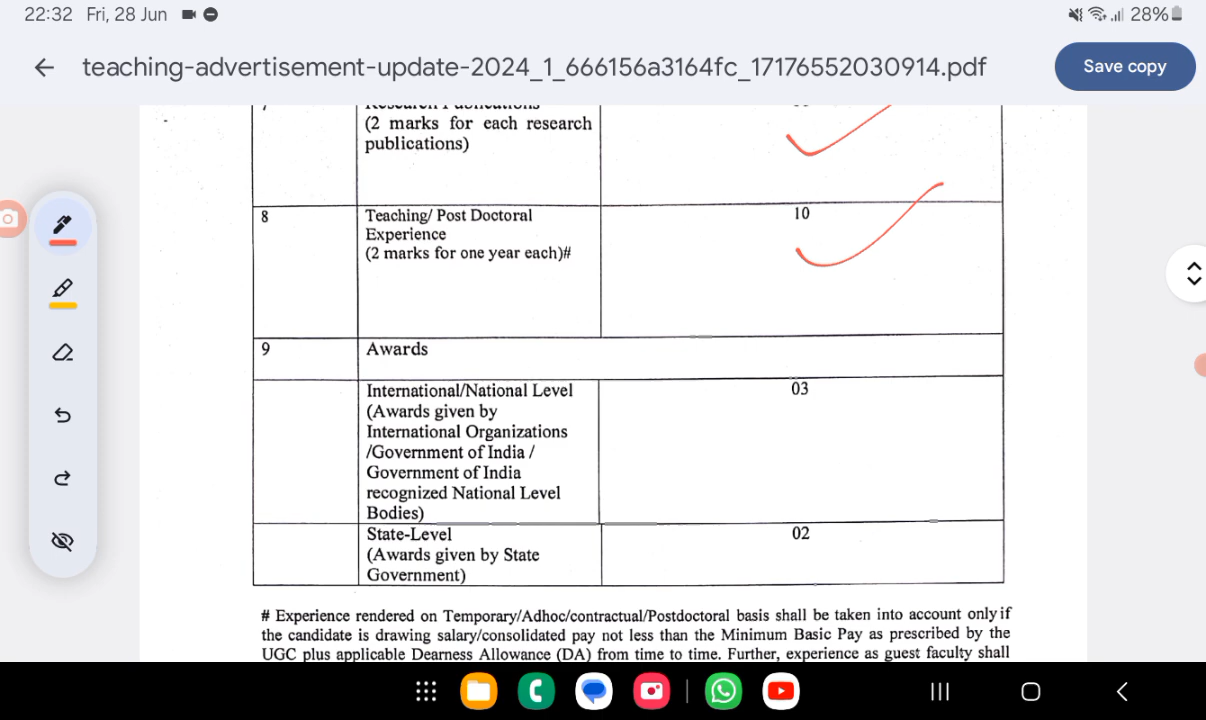 22:32 Fri, 28 Jun
28%
teaching-advertisement-update-2024_1_666156a3164fc_17176552030914.pdf
Save copy
Research Publications
(2 marks for each research
publications)
8
Teaching/ Post Doctoral
Experience
(2 marks for one year each)#
10
9
Awards
International/National Level
(Awards given by
International Organizations
/Government of India /
Government of India
recognized National Level
Bodies)
03
State-Level
(Awards given by State
Government)
02
# Experience rendered on Temporary/Adhoc/contractual/Postdoctoral basis shall be taken into account only if
the candidate is drawing salary/consolidated pay not less than the Minimum Basic Pay as prescribed by the
UGC plus applicable Dearness Allowance (DA) from time to time. Further, experience as guest faculty shall